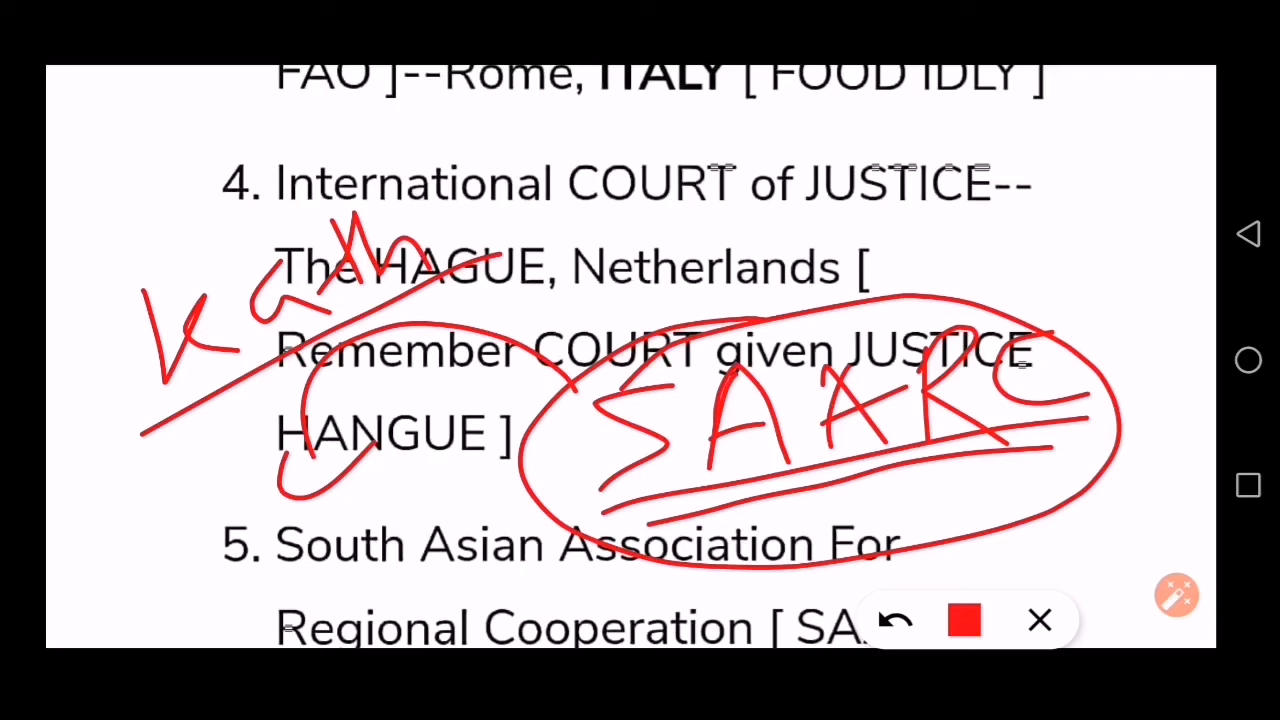 FAO ]--Rome, ITALY [ FOOD IDLY ]
4. International COURT of JUSTICE--
The HAGUE, Netherlands [
Remember COURT given JUSTICE
HANGUE ]
SAARC
5. South Asian Association For
Regional Cooperation [ SA